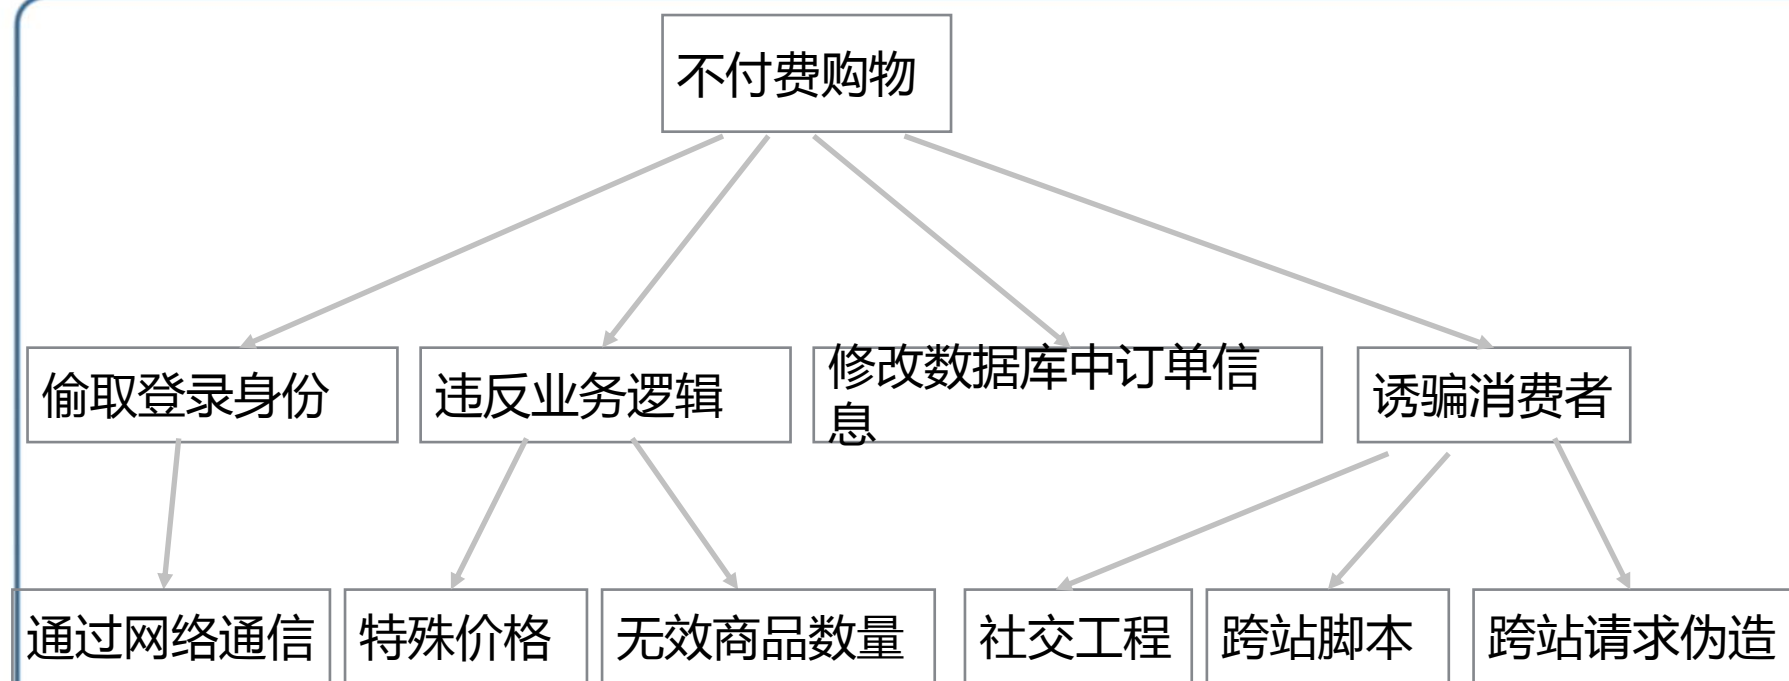 不付费购物
偷取登录身份
违反业务逻辑
修改数据库中订单信
息
诱骗消费者
通过网络通信
特殊价格
无效商品数量
社交工程
跨站脚本
跨站请求伪造